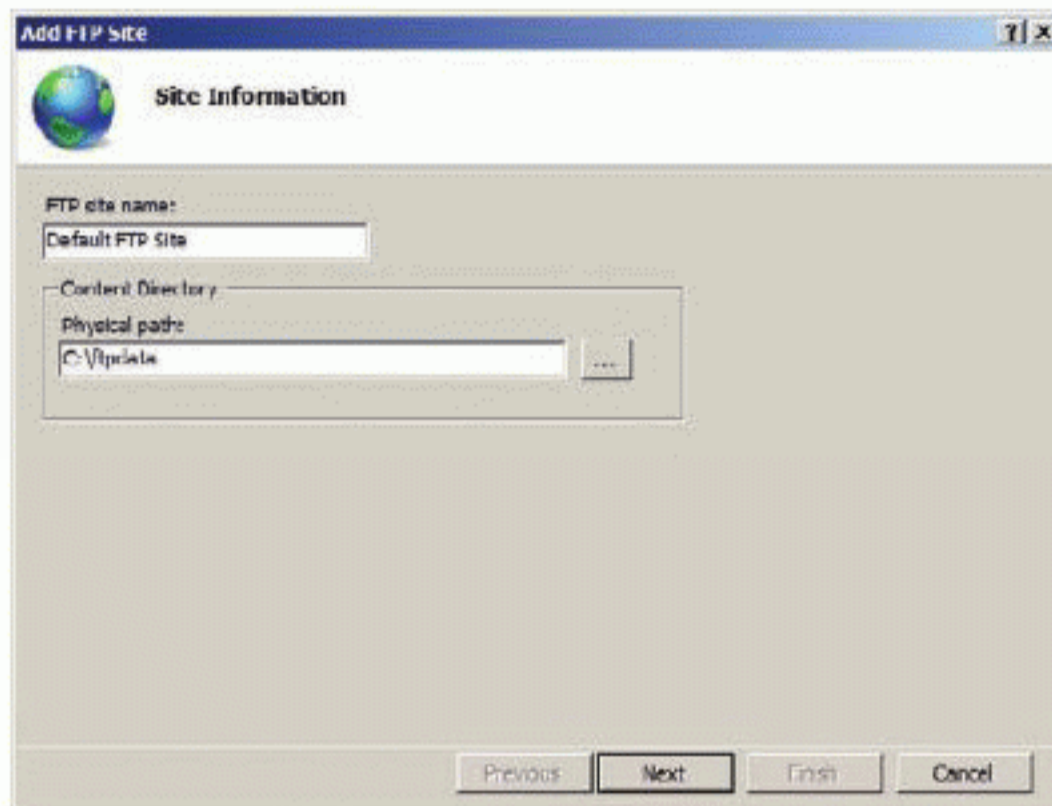 Add FTP Site
Site Information
FTP site name:
Default FTP Site
Content Directory
Physical path:
C:\ftpdata
...
Previous
Next
Finish
Cancel